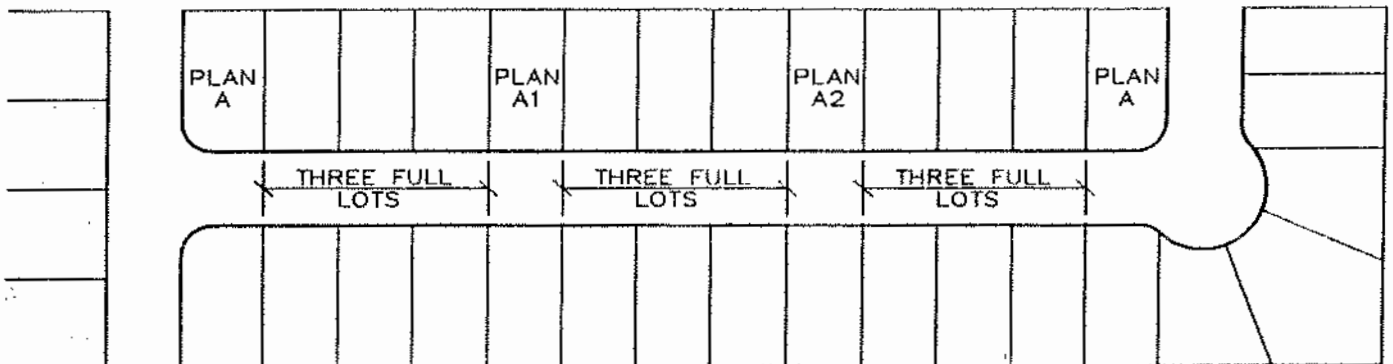 PLAN
A
PLAN
A1
PLAN
A2
PLAN
A
THREE FULL
LOTS
THREE FULL
LOTS
THREE FULL
LOTS